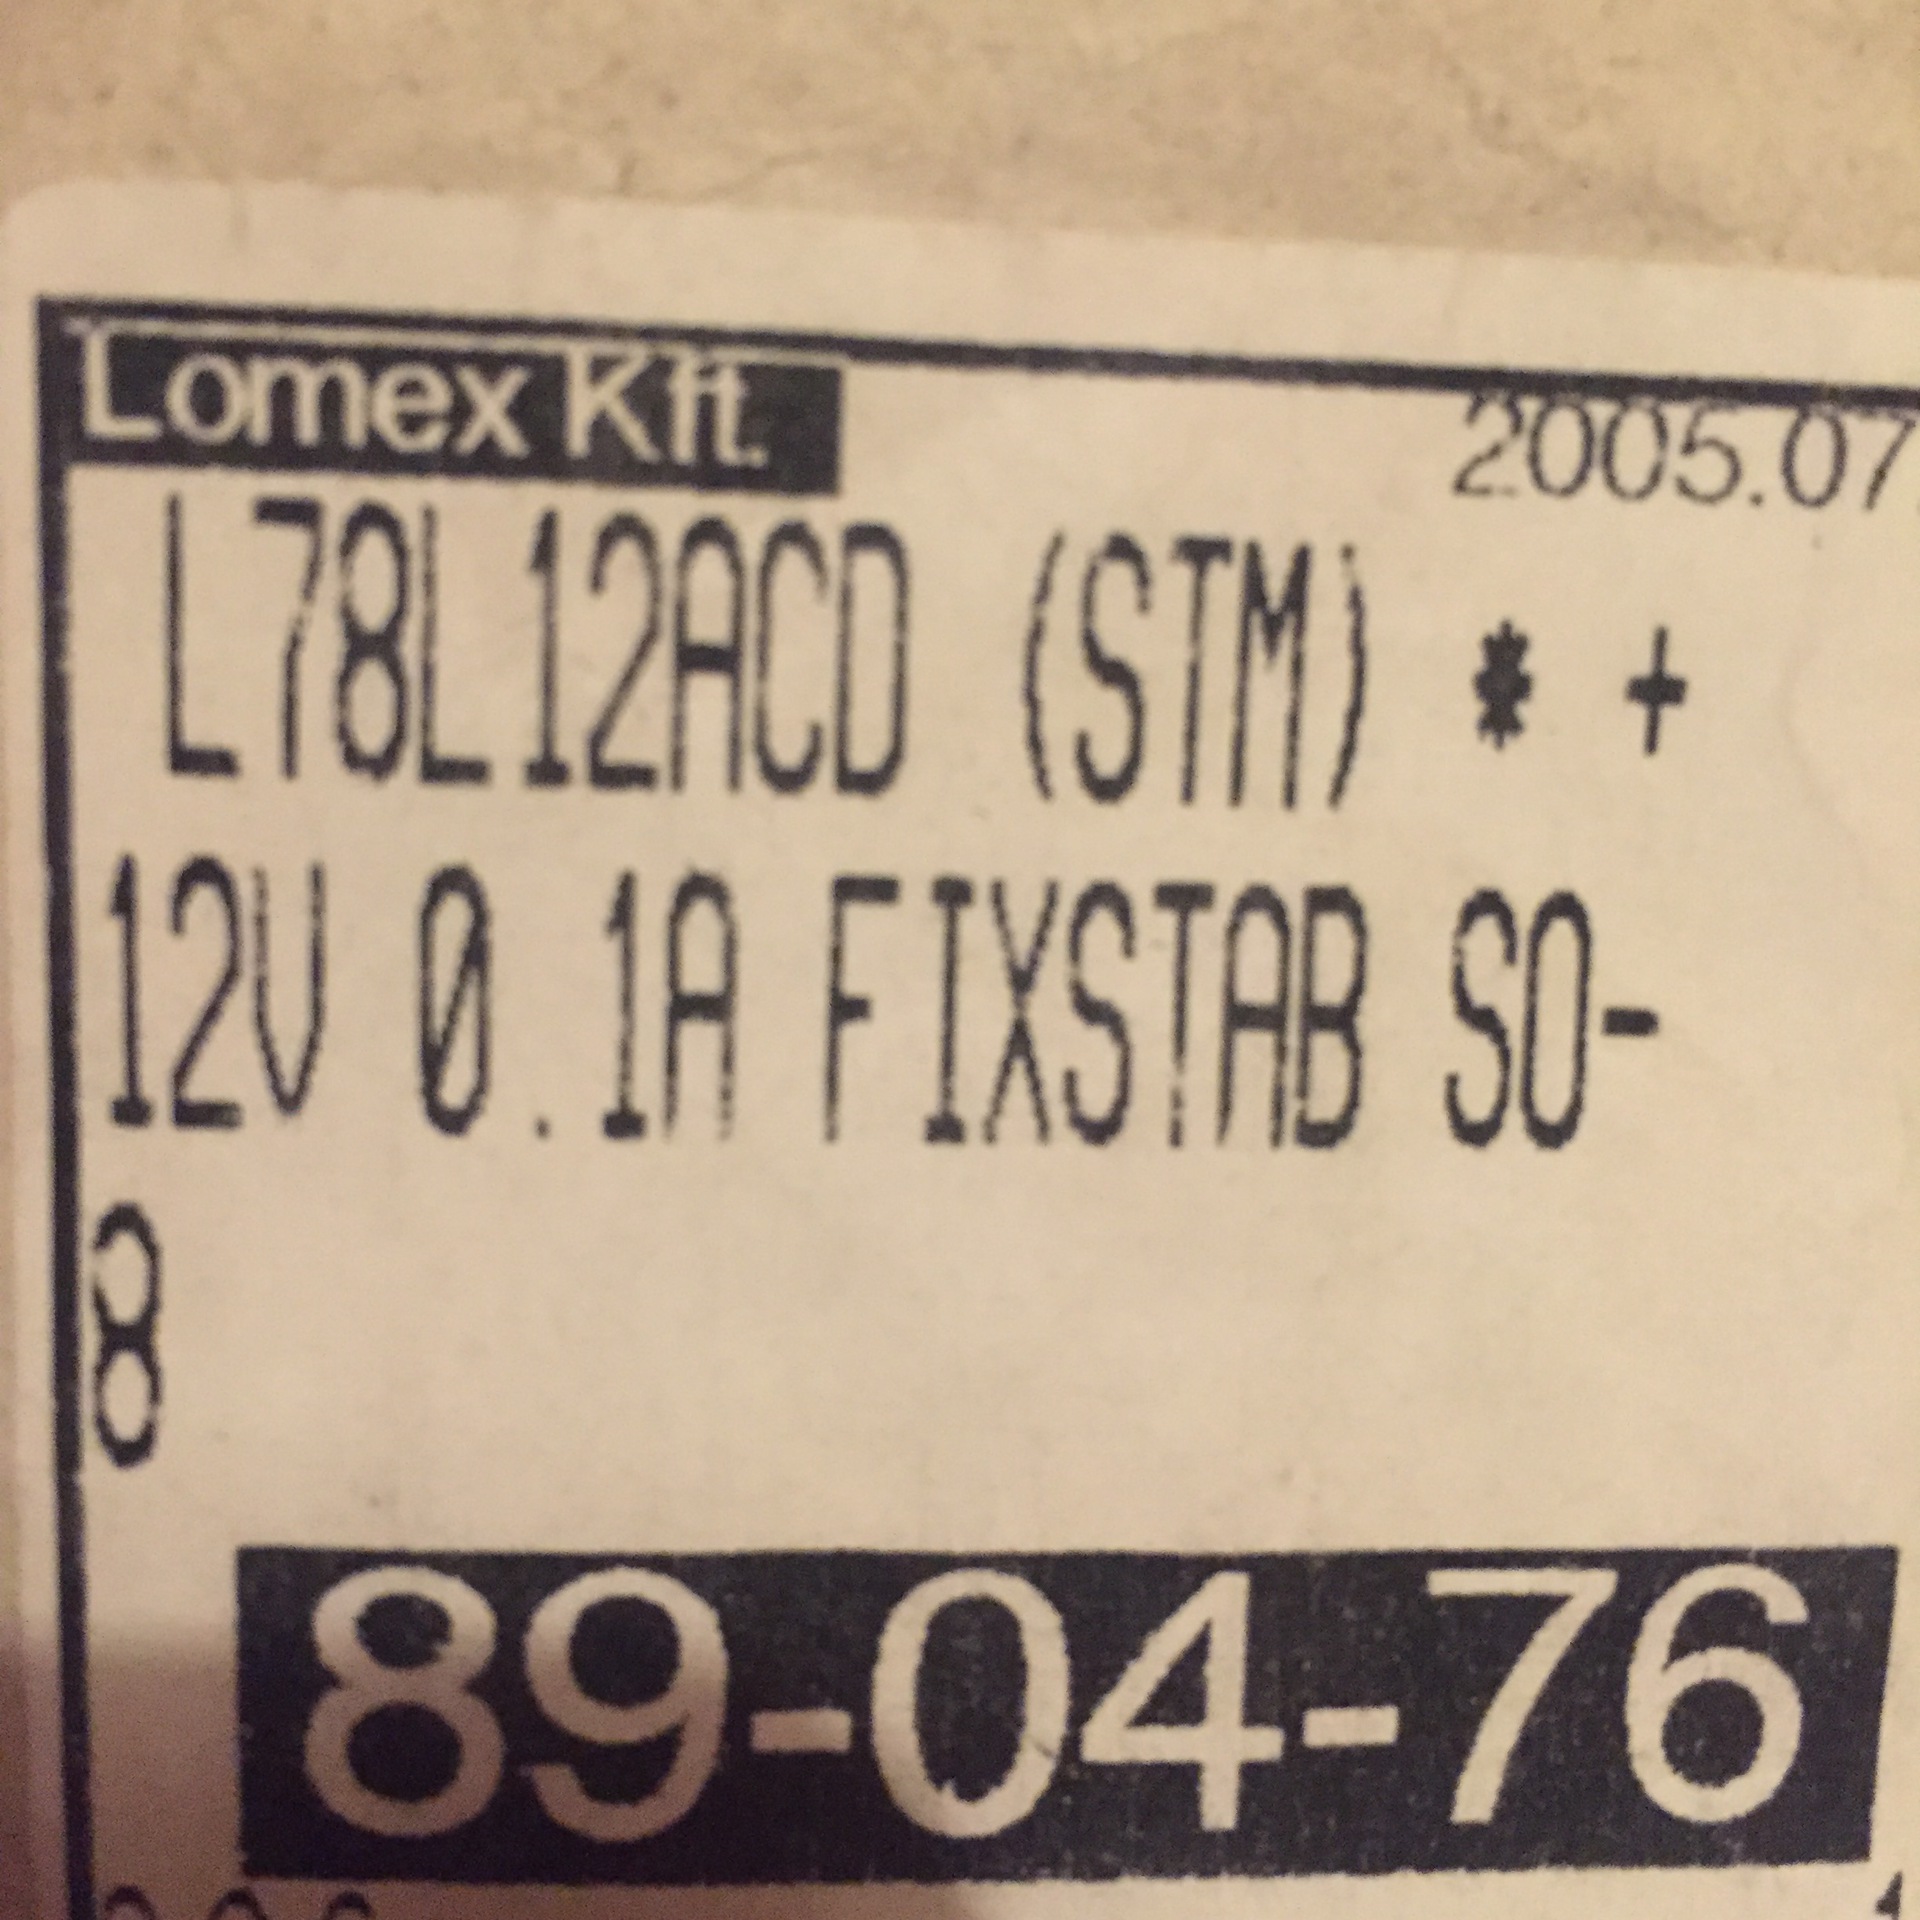 Lomex Kft. 2005.07.
L78L12ACD (STM) * +
12V 0.1A FIXSTAB SO-
8
89-04-76